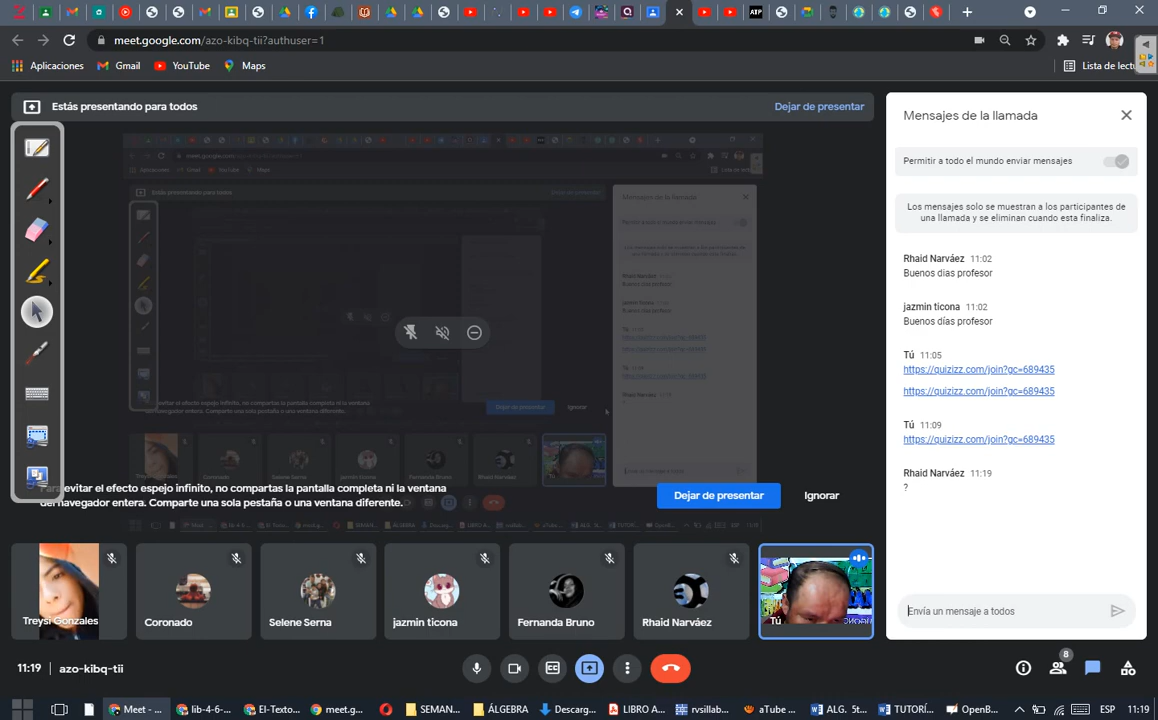 meet.google.com/azo-kibq-tii?authuser=1
Aplicaciones
Gmail
YouTube
Maps
Lista de lectu
Estás presentando para todos
Dejar de presentar
Para evitar el efecto espejo infinito, no compartas la pantalla completa ni la ventana
del navegador entera. Comparte una sola pestaña o una ventana diferente.
Dejar de presentar
Ignorar
Treysi Gonzales
Coronado
Selene Serna
jazmin ticona
Fernanda Bruno
Rhaid Narváez
Tú
Mensajes de la llamada
Permitir a todo el mundo enviar mensajes
Los mensajes solo se muestran a los participantes de
una llamada y se eliminan cuando esta finaliza.
Rhaid Narváez 11:02
Buenos dias profesor
jazmin ticona 11:02
Buenos días profesor
Tú 11:05
https://quizizz.com/join?gc=689435
https://quizizz.com/join?gc=689435
Tú 11:09
https://quizizz.com/join?gc=689435
Rhaid Narváez 11:19
?
Envía un mensaje a todos
11:19 azo-kibq-tii
8
Meet -
lib-4-6-
El-Texto
meet.g
SEMAN
ÁLGEBRA
Descarg
LIBRO A
rvsillab
aTube
ALG. 5t
TUTORÍ
OpenB
ESP
11:19